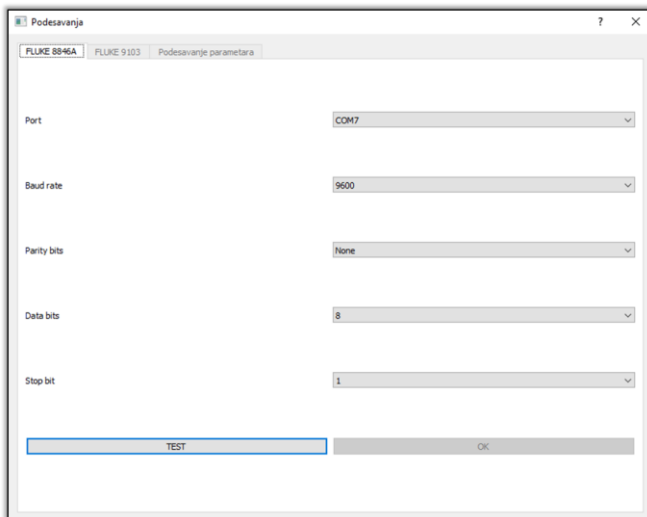 Podesavanja
FLUKE 8846A FLUKE 9103 Podesavanje parametara
Port COM7
Baud rate 9600
Parity bits None
Data bits 8
Stop bit 1
TEST OK